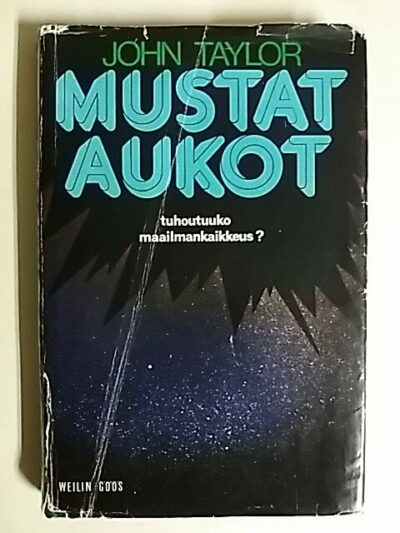 JOHN TAYLOR
MUSTAT
AUKOT
tuhoutuuko
maailmankaikkeus?
WEILIN+GÖÖS